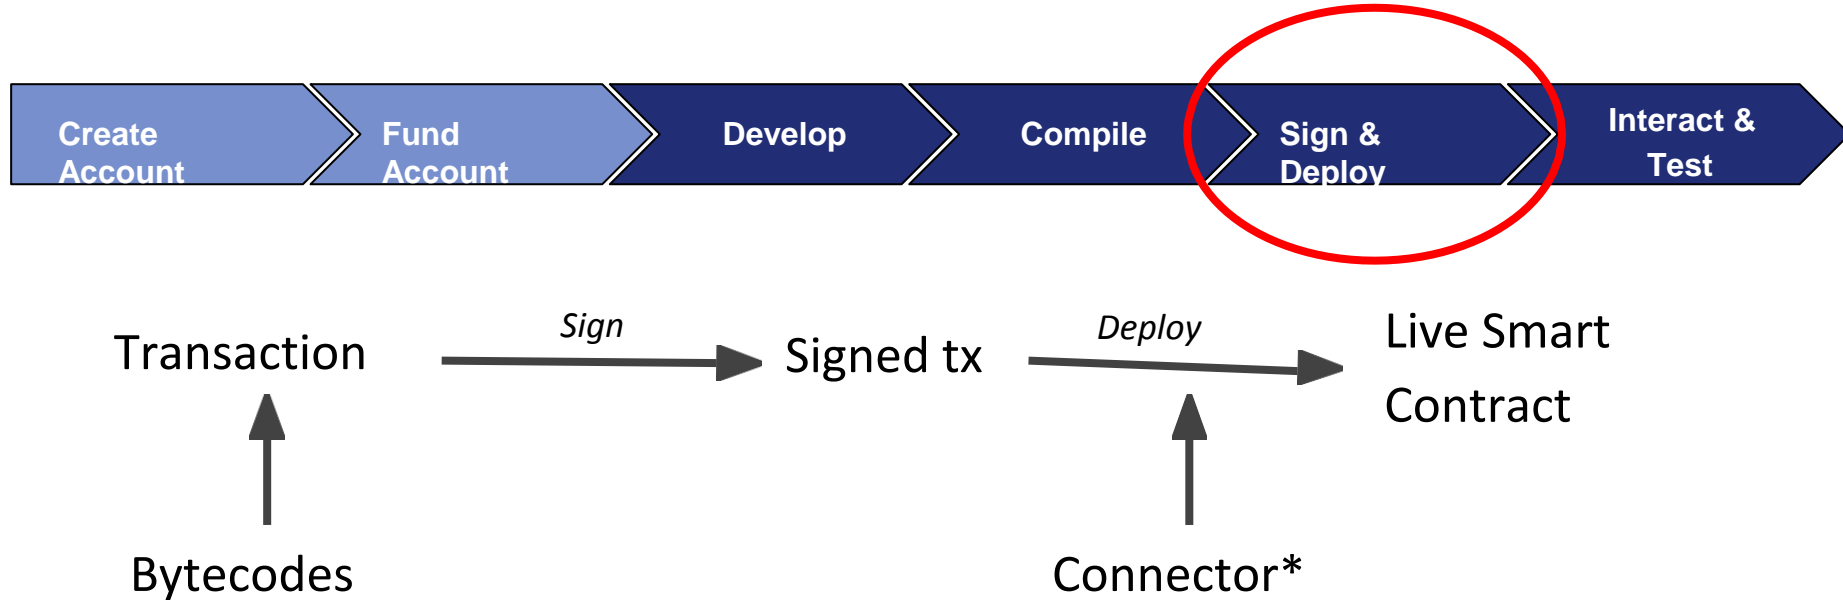 Create
Account
Fund
Account
Develop
Compile
Sign &
Deploy
Interact &
Test
Transaction
Sign
Signed tx
Deploy
Live Smart
Contract
Bytecodes
Connector*